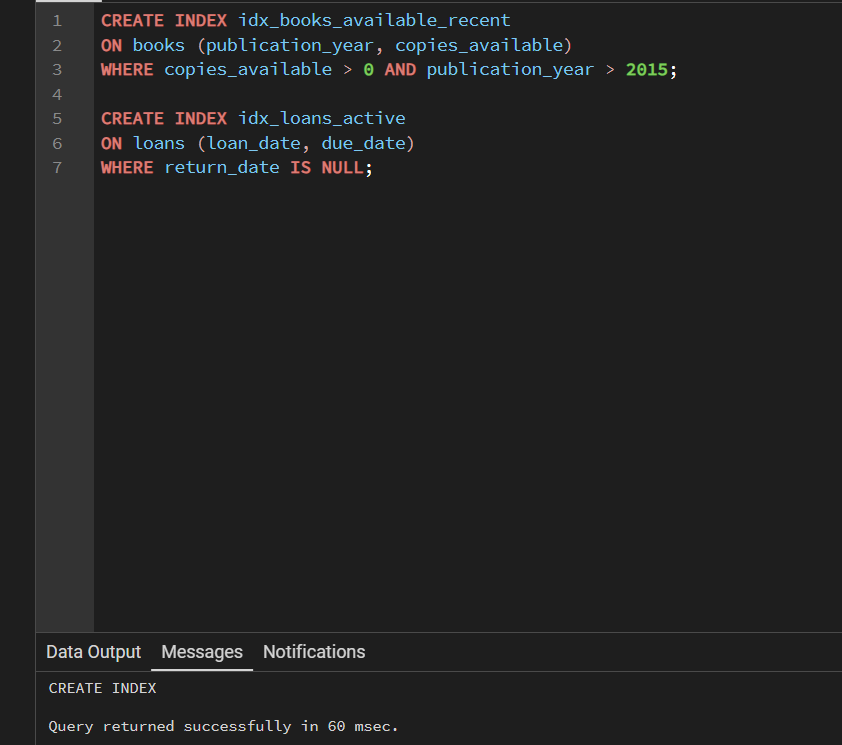 1 CREATE INDEX idx_books_available_recent
2 ON books (publication_year, copies_available)
3 WHERE copies_available > 0 AND publication_year > 2015;
4
5 CREATE INDEX idx_loans_active
6 ON loans (loan_date, due_date)
7 WHERE return_date IS NULL;
Data Output Messages Notifications
CREATE INDEX
Query returned successfully in 60 msec.